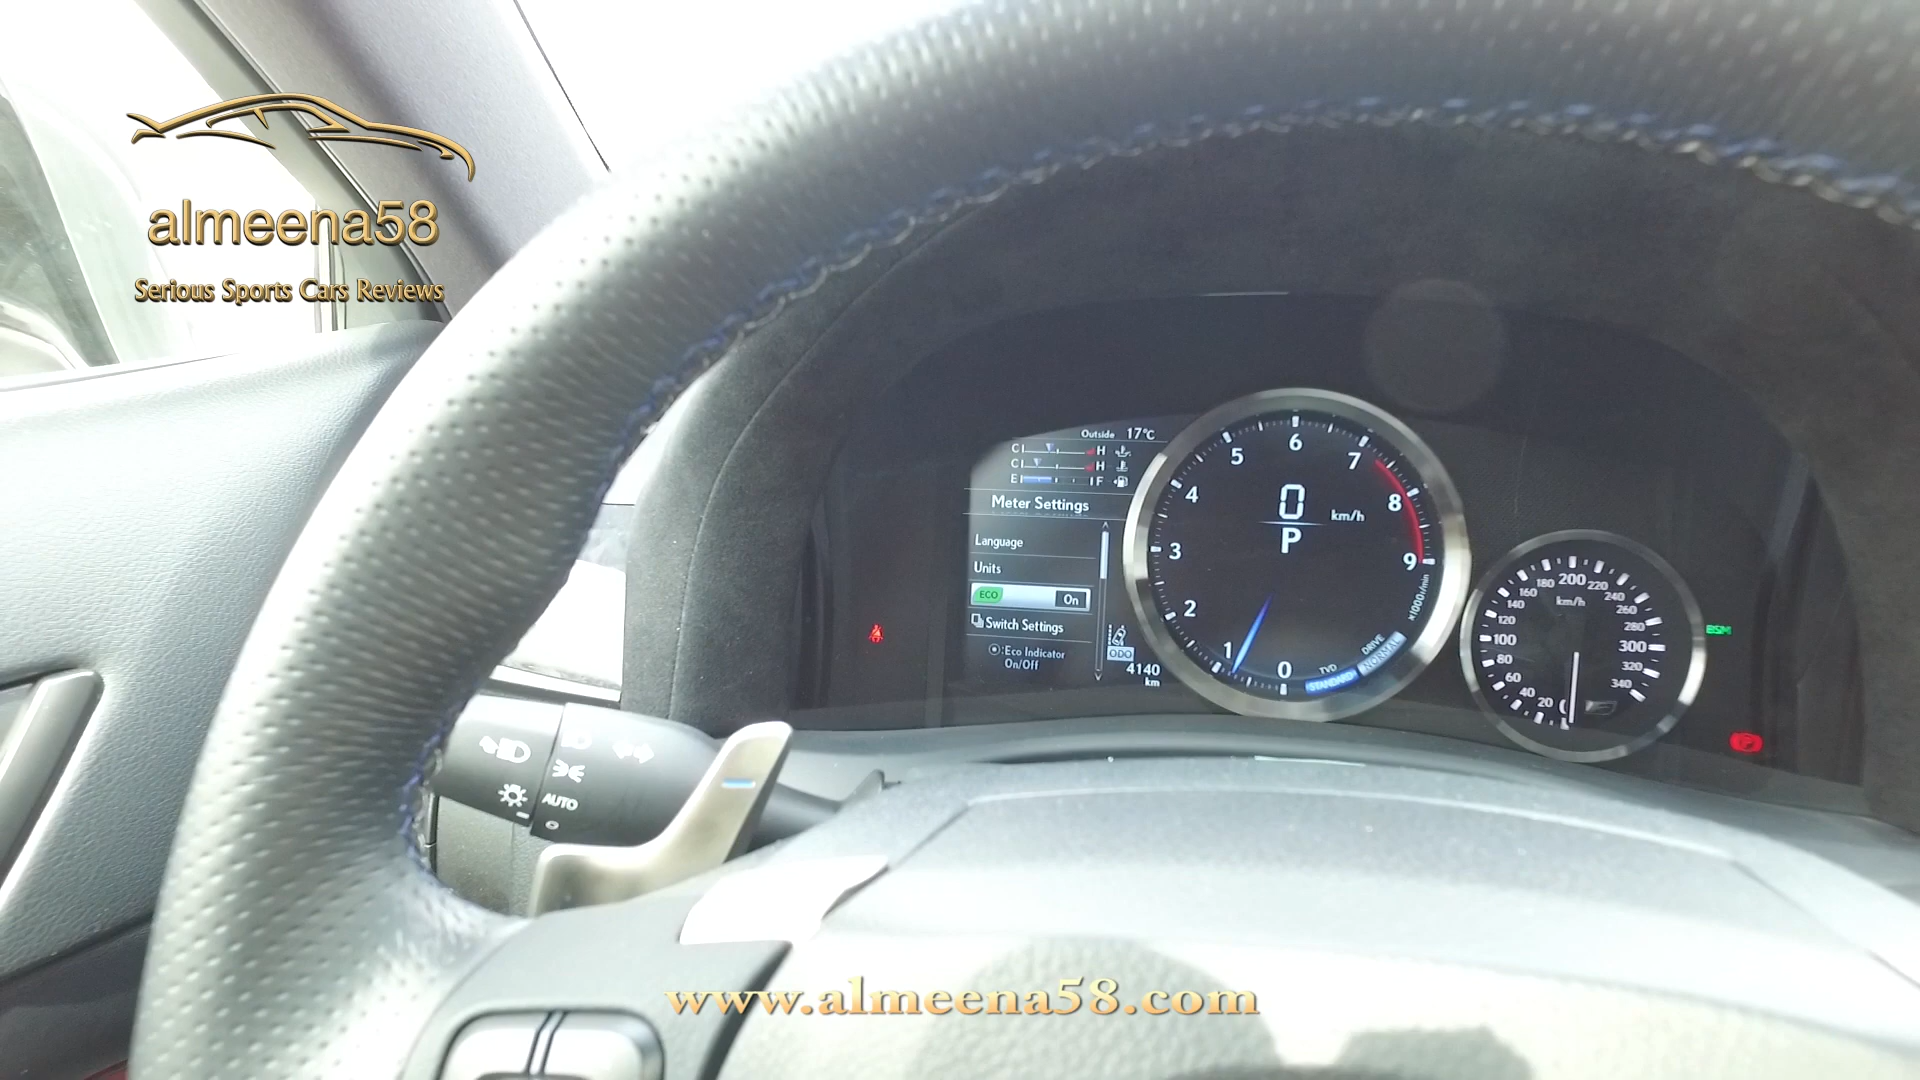 almeena58
Serious Sports Cars Reviews
Outside 17°C
C H
C H
E F
Meter Settings
Language
Units
ECO On
Switch Settings
:Eco Indicator
On/Off
ODO
4140
km
0 km/h
P
0 1 2 3 4 5 6 7 8 9
×1000r/min
TVD
STANDARD
DRIVE
NORMAL
0 20 40 60 80 100 120 140 160 180 200 220 240 260 280 300 320 340
km/h
BSM
AUTO
www.almeena58.com